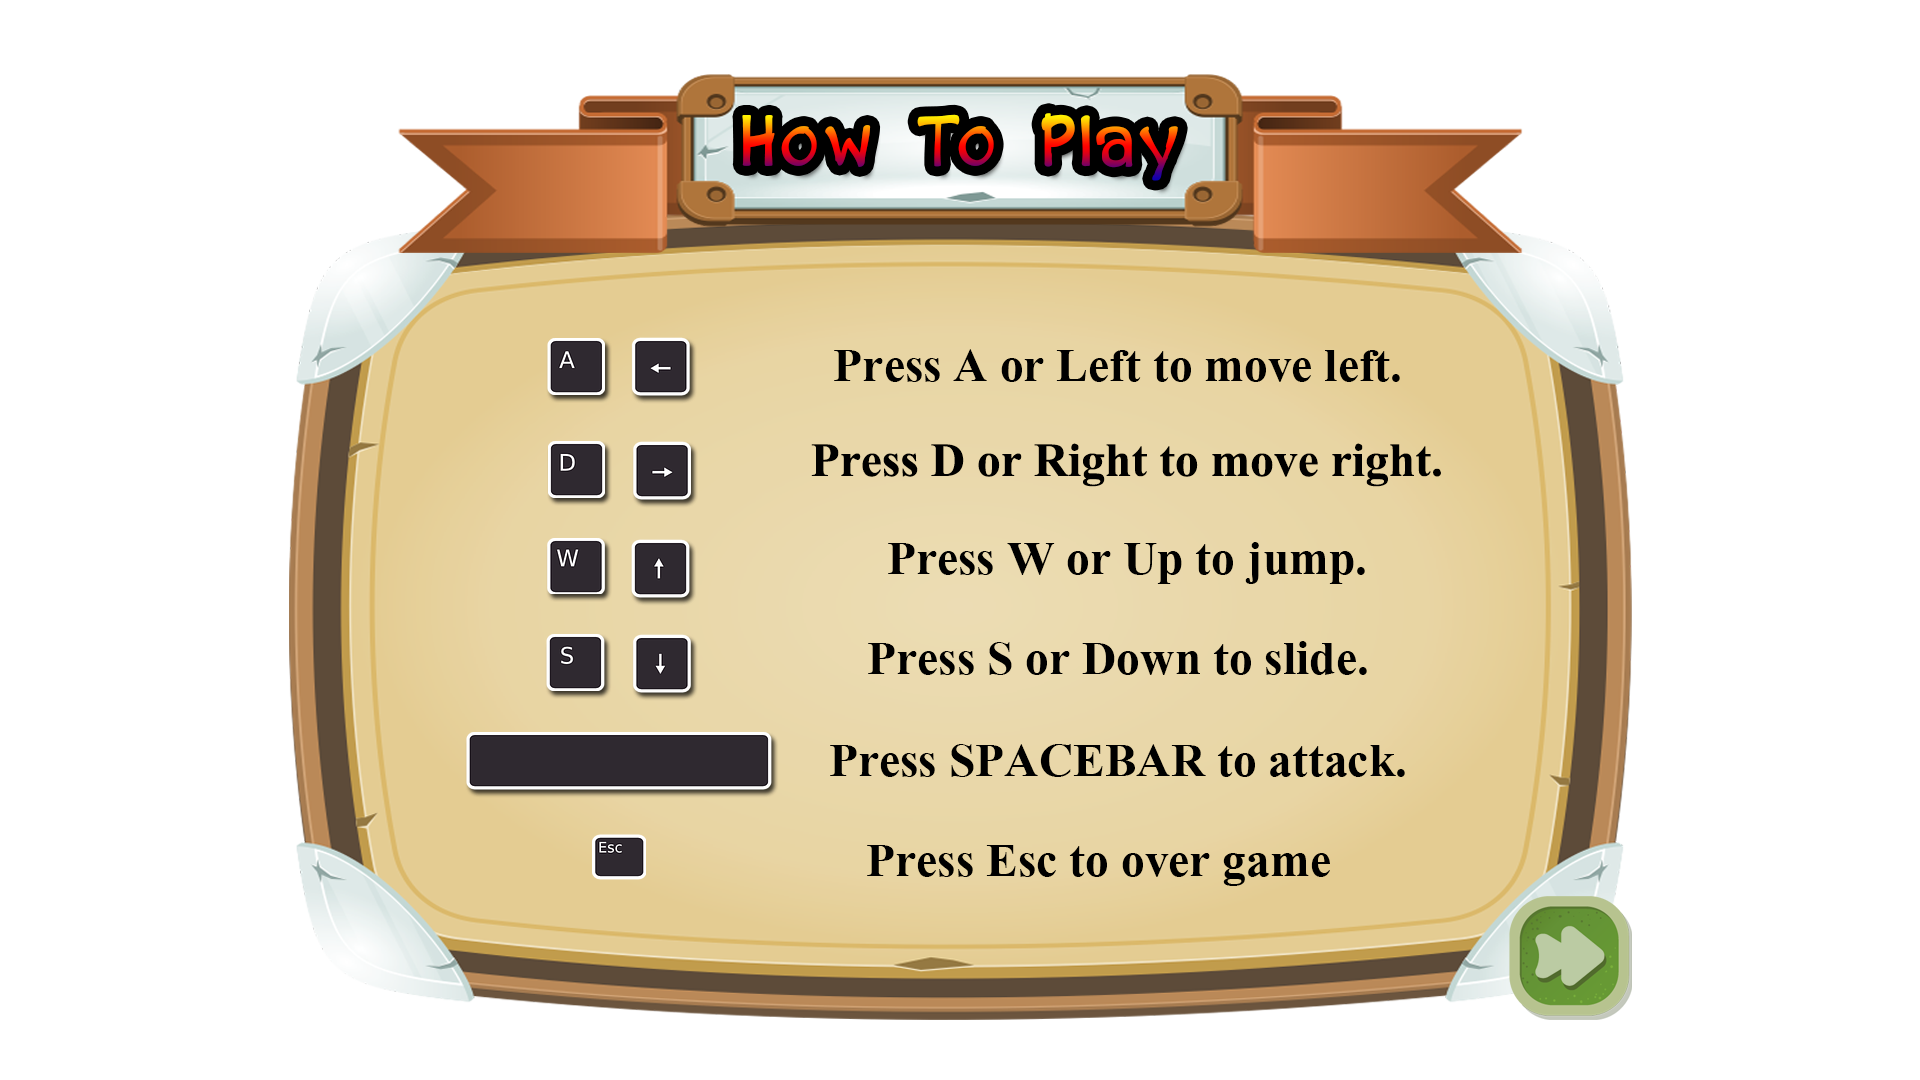 How To Play
A ← Press A or Left to move left.
D → Press D or Right to move right.
W ↑ Press W or Up to jump.
S ↓ Press S or Down to slide.
Press SPACEBAR to attack.
Esc Press Esc to over game